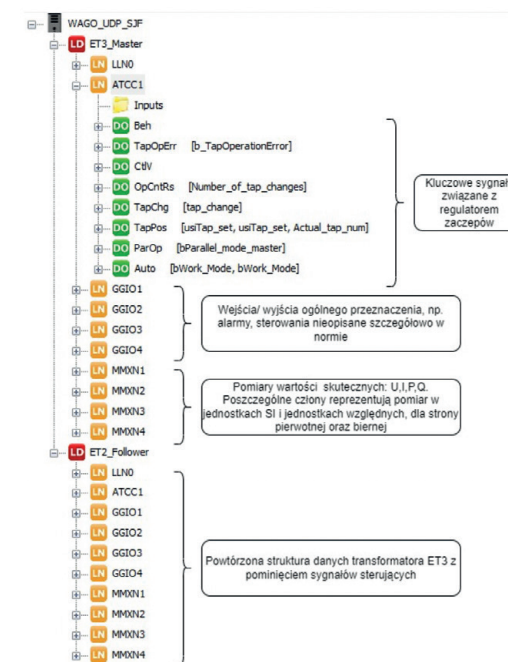 WAGO_UDP_SJF
LD ET3_Master
LN LLN0
LN ATCC1
Inputs
DO Beh
DO TapOpErr [b_TapOperationError]
DO CtlV
DO OpCntRs [Number_of_tap_changes]
DO TapChg [tap_change]
DO TapPos [usiTap_set, usiTap_set, Actual_tap_num]
DO ParOp [bParallel_mode_master]
DO Auto [bWork_Mode, bWork_Mode]
Kluczowe sygnał
związane z
regulatorem
zaczepów
LN GGIO1
LN GGIO2
LN GGIO3
LN GGIO4
Wejścia/ wyjścia ogólnego przeznaczenia, np.
alarmy, sterowania nieopisane szczegółowo w
normie
LN MMXN1
LN MMXN2
LN MMXN3
LN MMXN4
Pomiary wartości skutecznych: U,I,P,Q.
Poszczególne człony reprezentują pomiar w
jednostkach SI i jednostkach względnych, dla strony
pierwotnej oraz biernej
LD ET2_Follower
LN LLN0
LN ATCC1
LN GGIO1
LN GGIO2
LN GGIO3
LN GGIO4
LN MMXN1
LN MMXN2
LN MMXN3
LN MMXN4
Powtórzona struktura danych transformatora ET3 z
pominięciem sygnałów sterujących